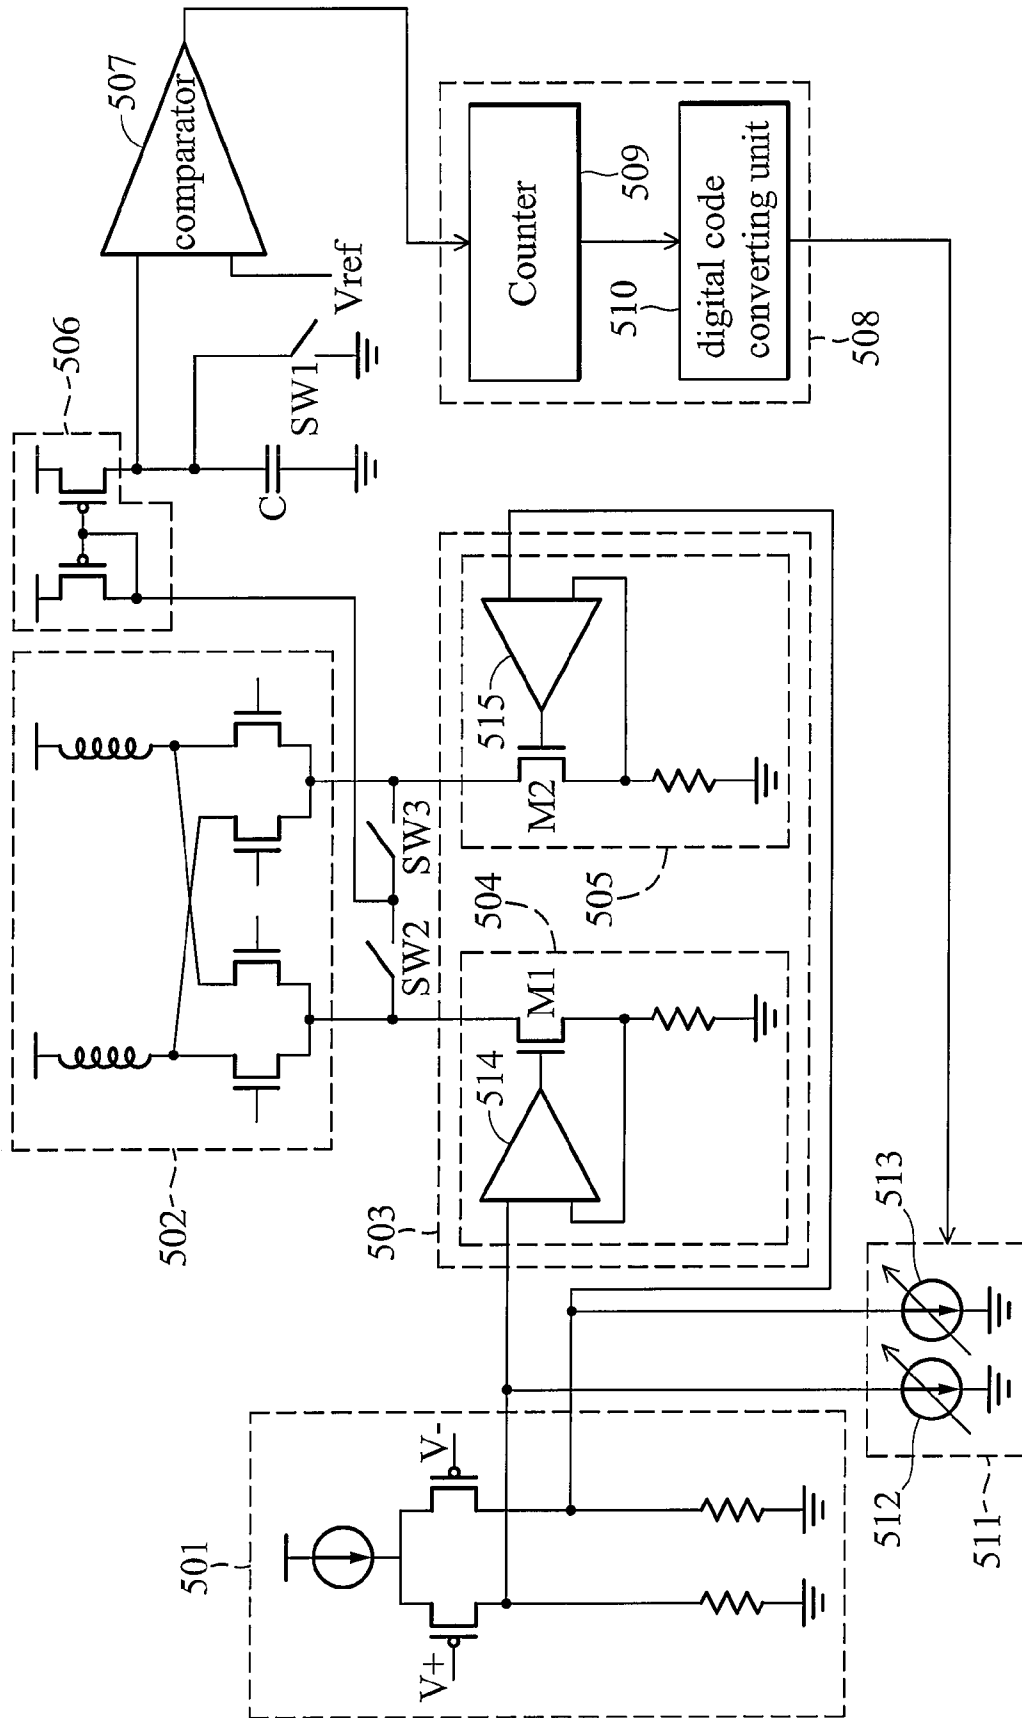 506
507
comparator
Vref
SW1
C
Counter
509
510
digital code
converting unit
508
502
SW2
SW3
503
504
505
514
M1
515
M2
501
V+
V-
511
512
513